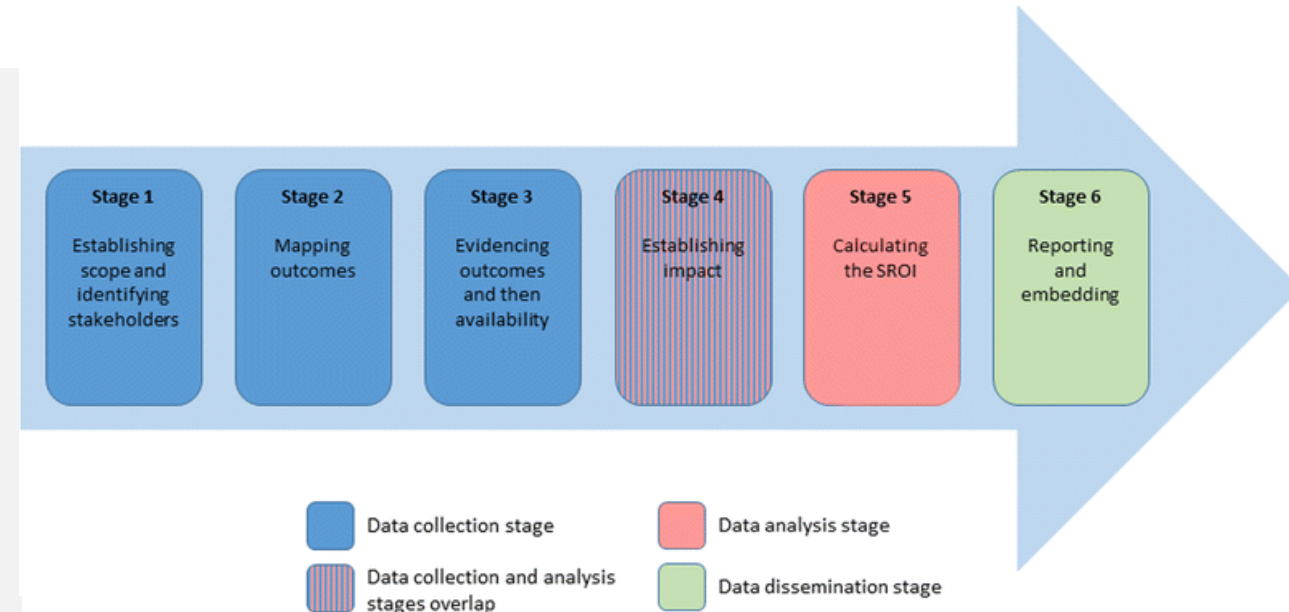 Stage 1
Establishing
scope and
identifying
stakeholders
Stage 2
Mapping
outcomes
Stage 3
Evidencing
outcomes
and then
availability
Stage 4
Establishing
impact
Stage 5
Calculating
the SROI
Stage 6
Reporting
and
embedding
Data collection stage
Data analysis stage
Data collection and analysis
stages overlap
Data dissemination stage